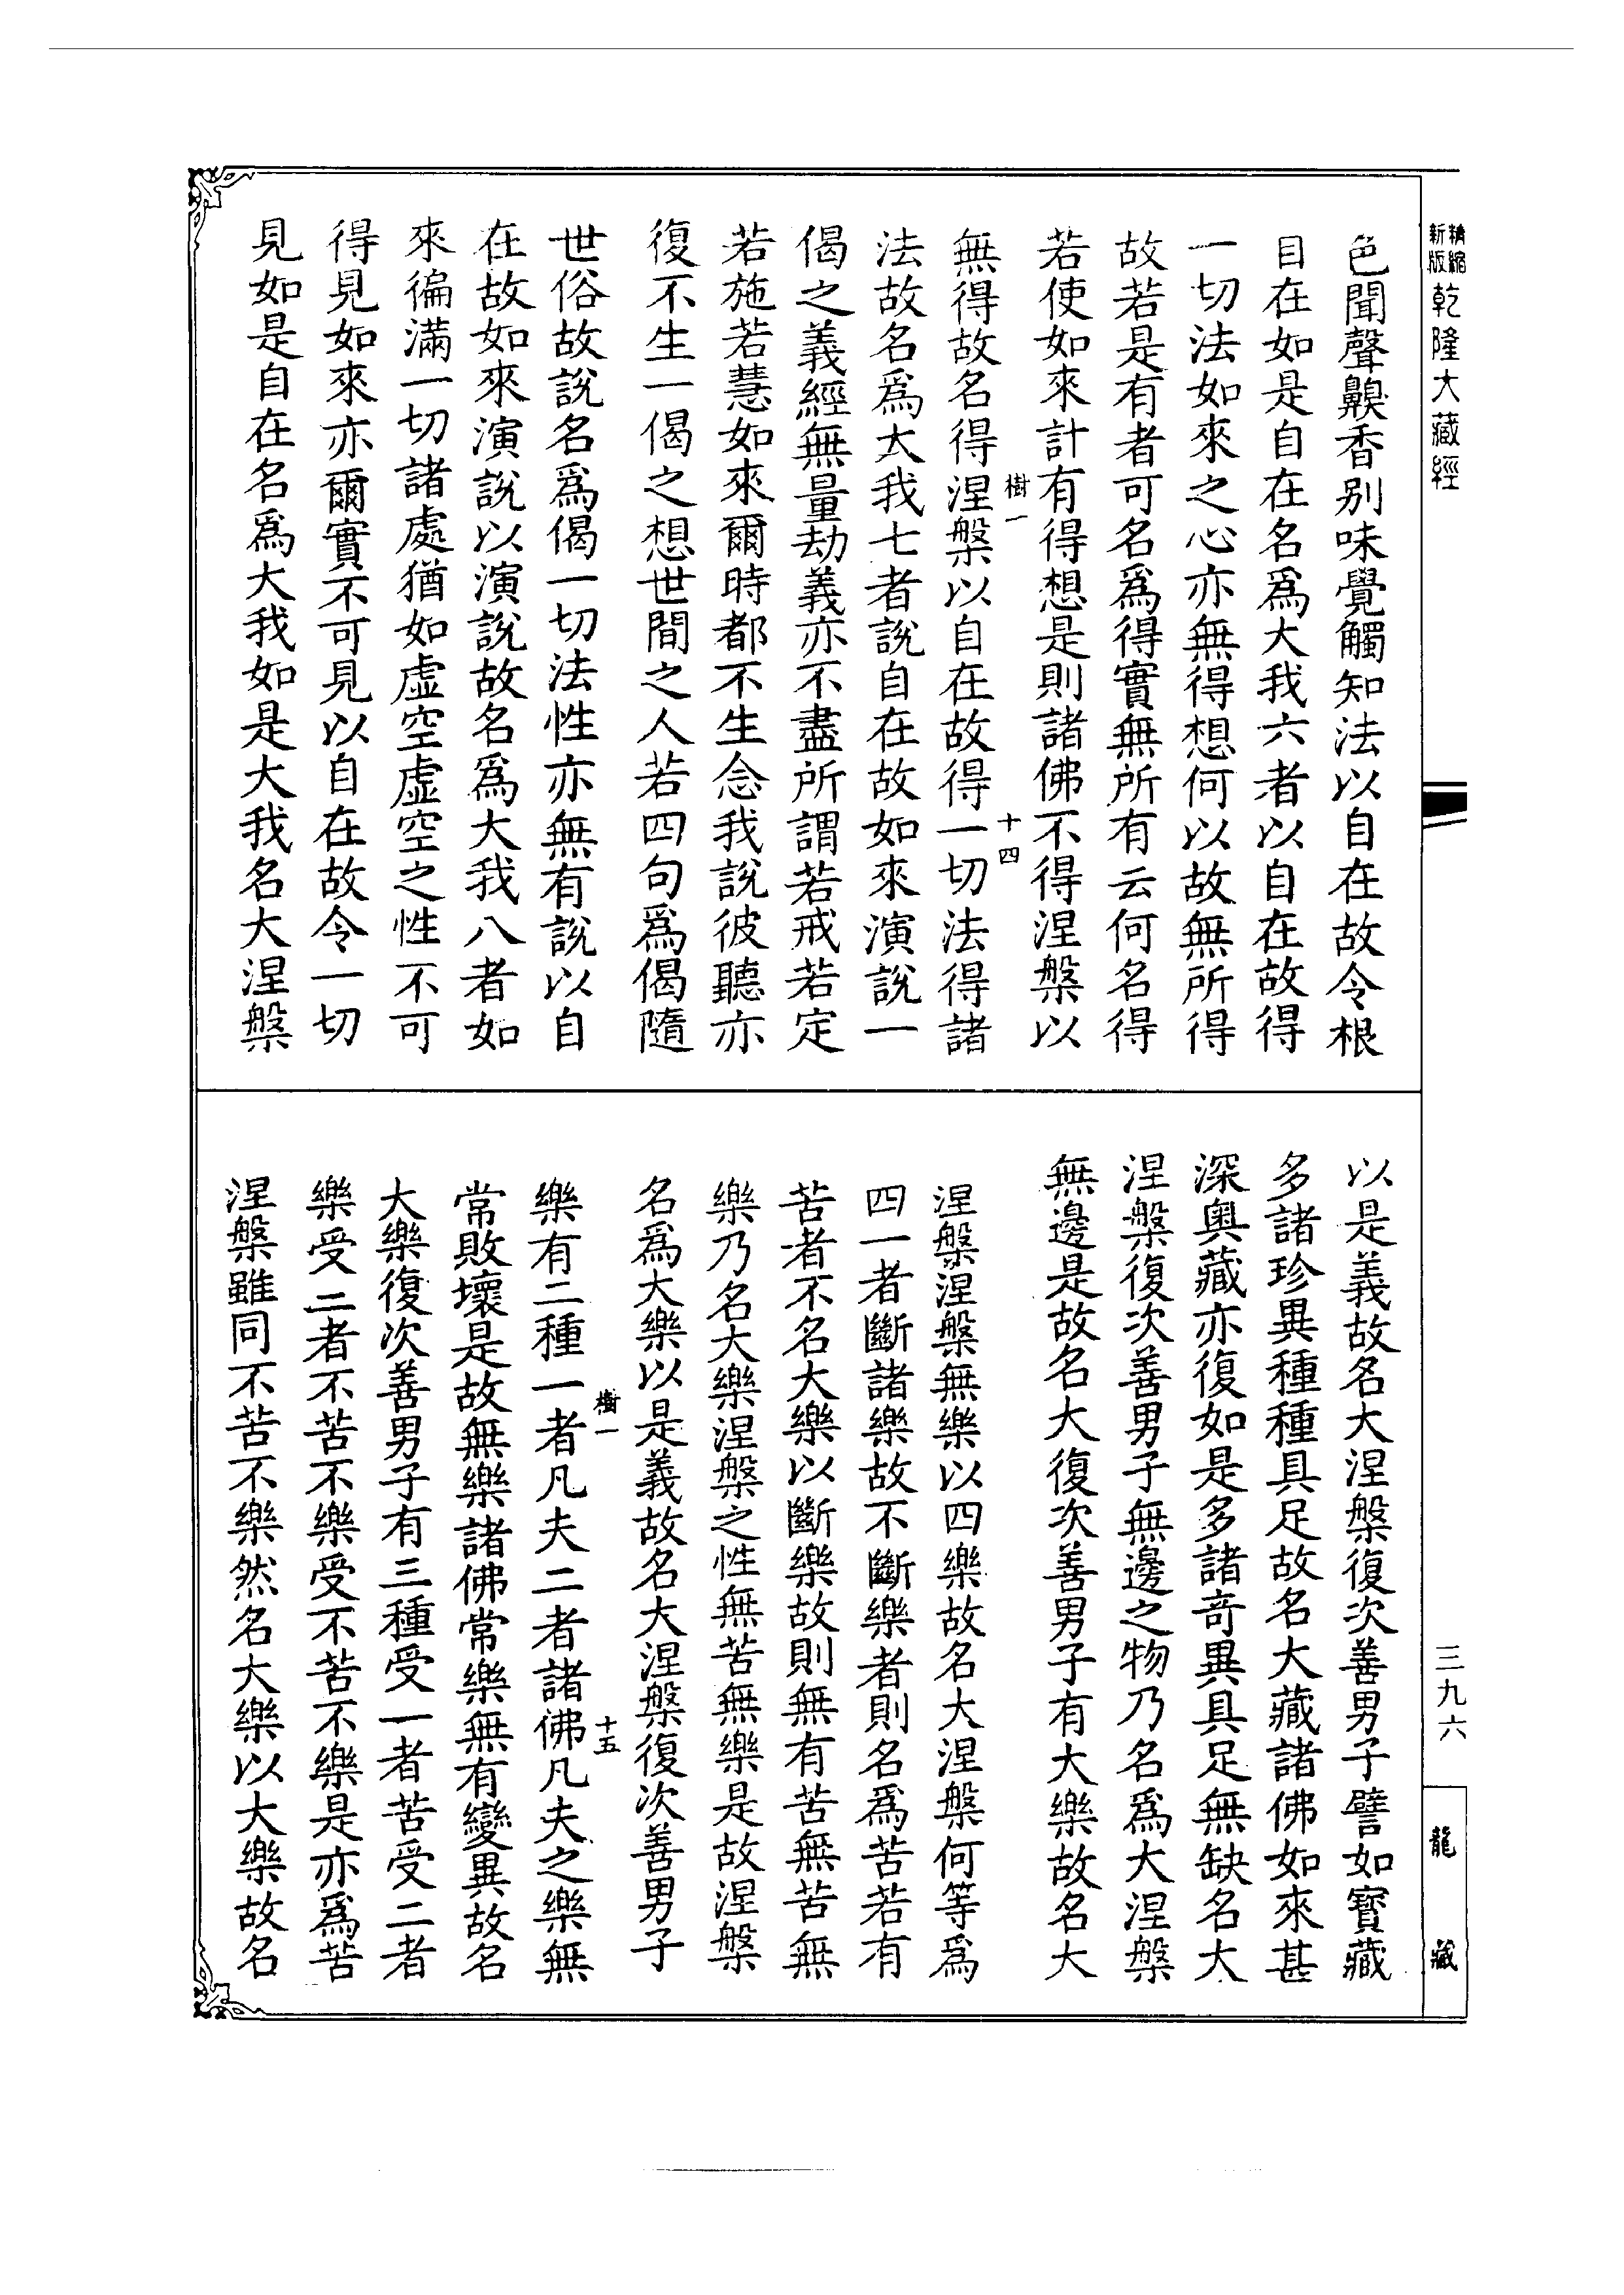 精縮新版乾隆大藏經
色聞聲齅香别味覺觸知法以自在故令根
自在如是自在名爲大我六者以自在故得
一切法如來之心亦無得想何以故無所得
故若是有者可名爲得實無所有云何名得
若使如來計有得想是則諸佛不得涅槃以
樹一
十四
無得故名得涅槃以自在故得一切法得諸
法故名爲大我七者說自在故如來演說一
偈之義經無量劫義亦不盡所謂若戒若定
若施若慧如來爾時都不生念我說彼聽亦
復不生一偈之想世間之人若四句爲偈隨
世俗故說名爲偈一切法性亦無有說以自
在故如來演說以演說故名爲大我八者如
來徧滿一切諸處猶如虛空虛空之性不可
得見如來亦爾實不可見以自在故令一切
見如是自在名爲大我如是大我名大涅槃
以是義故名大涅槃復次善男子譬如寶藏
多諸珍異種種具足故名大藏諸佛如來甚
深奧藏亦復如是多諸奇異具足無缺名大
涅槃復次善男子無邊之物乃名爲大涅槃
無邊是故名大復次善男子有大樂故名大
涅槃涅槃無樂以四樂故名大涅槃何等爲
四一者斷諸樂故不斷樂者則名爲苦若有
苦者不名大樂以斷樂故則無有苦無苦無
樂乃名大樂涅槃之性無苦無樂是故涅槃
名爲大樂以是義故名大涅槃復次善男子
樹一
十五
樂有二種一者凡夫二者諸佛凡夫之樂無
常敗壞是故無樂諸佛常樂無有變異故名
大樂復次善男子有三種受一者苦受二者
樂受二者不苦不樂受不苦不樂是亦爲苦
涅槃雖同不苦不樂然名大樂以大樂故名
三九六
龍藏